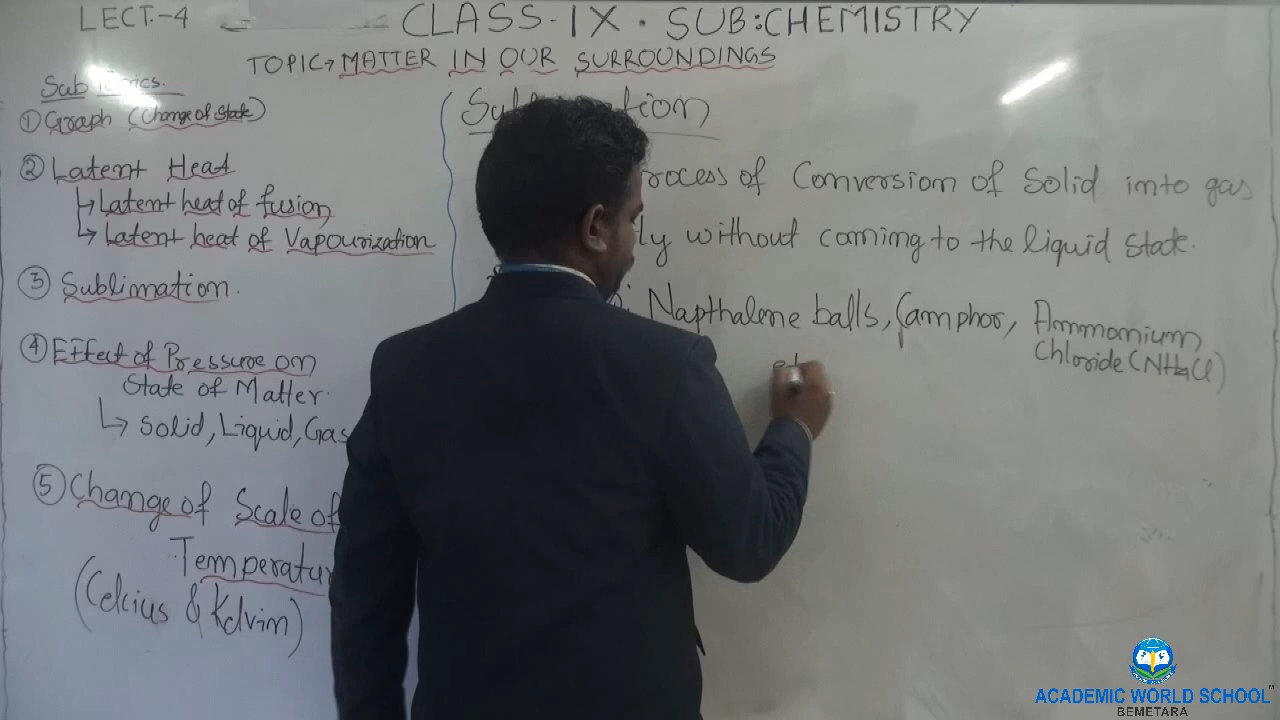 LECT:-4
CLASS-IX. SUB:CHEMISTRY
TOPIC→ MATTER IN OUR SURROUNDINGS
Sub
① Graph (Change of State)
② Latent Heat
↳ Latent heat of fusion
↳ Latent heat of Vapourization
③ Sublimation.
④ Effect of Pressure on
State of Matter.
↳ Solid, Liquid, Gas
⑤ Change of Scale of
Temperatur
(Celcius & Kelvin)
rocess of Conversion of Solid into gas
ly without coming to the liquid state.
Napthalene balls, Camphor, Ammonium
Chloride (NH4Cl)
et
ACADEMIC WORLD SCHOOL
BEMETARA